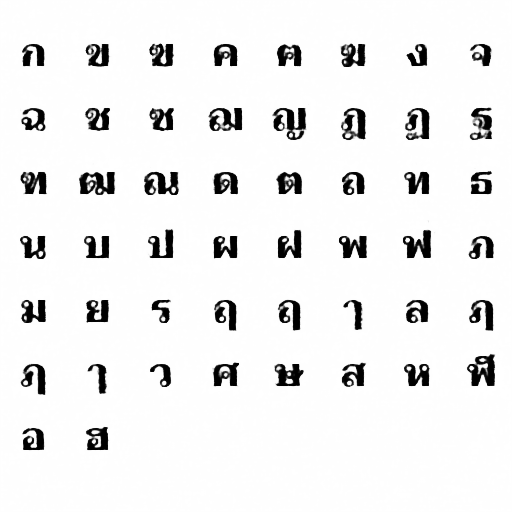 ก ข ฃ ค ฅ ฆ ง จ
ฉ ช ซ ฌ ญ ฎ ฏ ฐ
ฑ ฒ ณ ด ต ถ ท ธ
น บ ป ผ ฝ พ ฟ ภ
ม ย ร ฤ ฤ ๅ ล ฦ
ฦ ๅ ว ศ ษ ส ห ฬ
อ ฮ